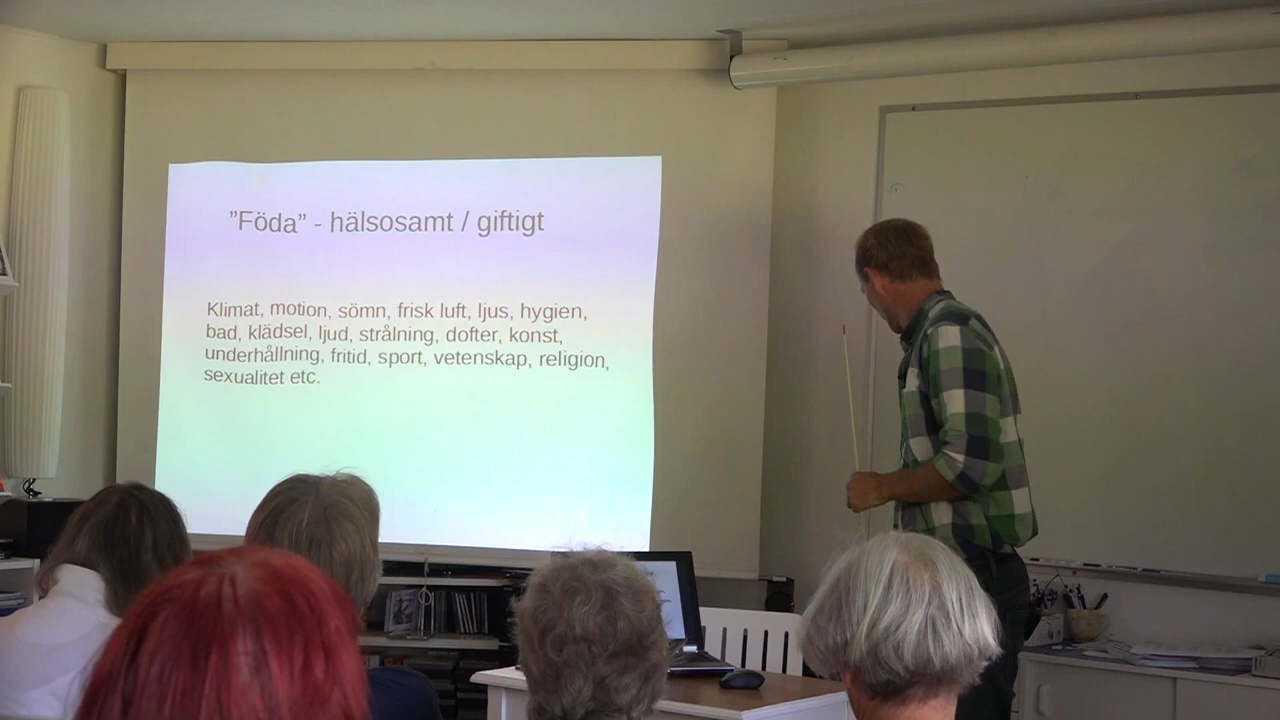 ”Föda” - hälsosamt / giftigt
Klimat, motion, sömn, frisk luft, ljus, hygien,
bad, klädsel, ljud, strålning, dofter, konst,
underhållning, fritid, sport, vetenskap, religion,
sexualitet etc.